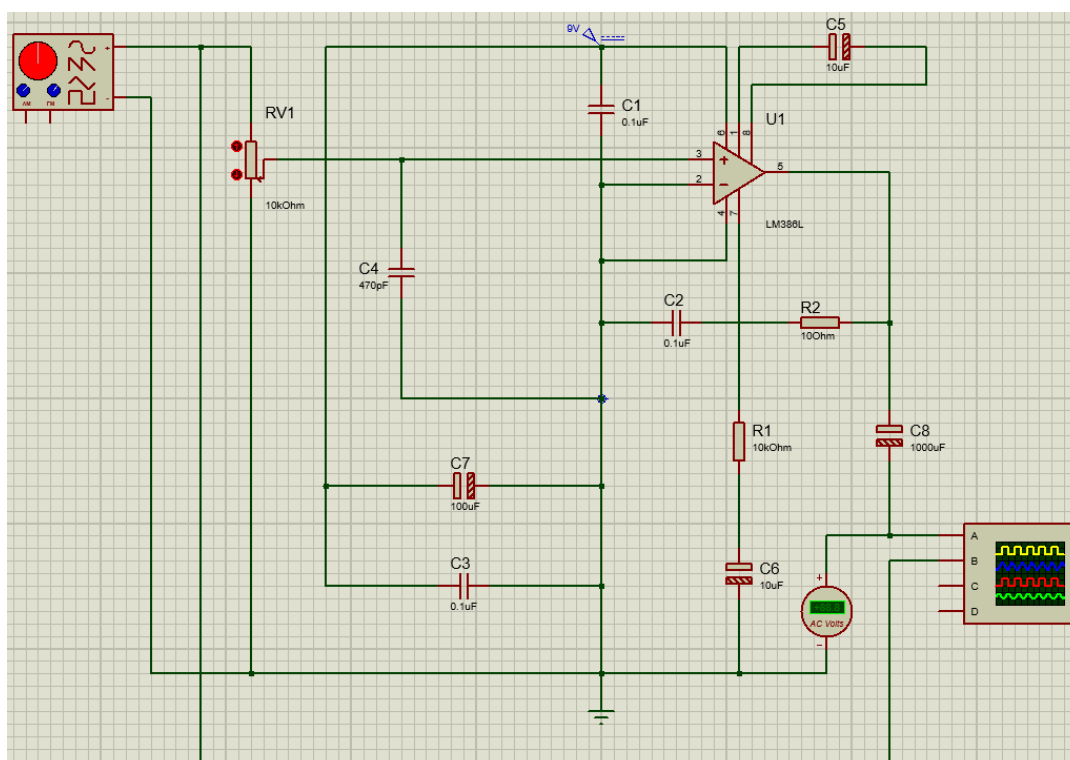 9V
C5
10uF
AM
FM
RV1
10kOhm
C1
0.1uF
U1
6
1
8
3
2
5
4
7
LM386L
C4
470pF
C2
0.1uF
R2
10Ohm
R1
10kOhm
C8
1000uF
C7
100uF
C3
0.1uF
C6
10uF
A
B
C
D
+88.8
AC Volts